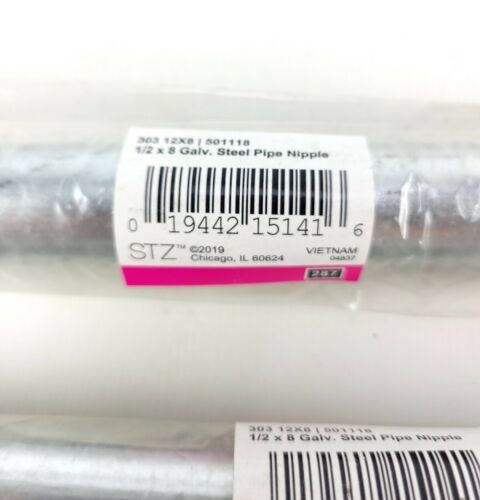 303 12X8 | 501118
1/2 x 8 Galv. Steel Pipe Nipple
0 19442 15141 6
STZ™ ©2019
Chicago, IL 60624
VIETNAM
04837
287
303 12X8 | 501118
1/2 x 8 Galv. Steel Pipe Nipple